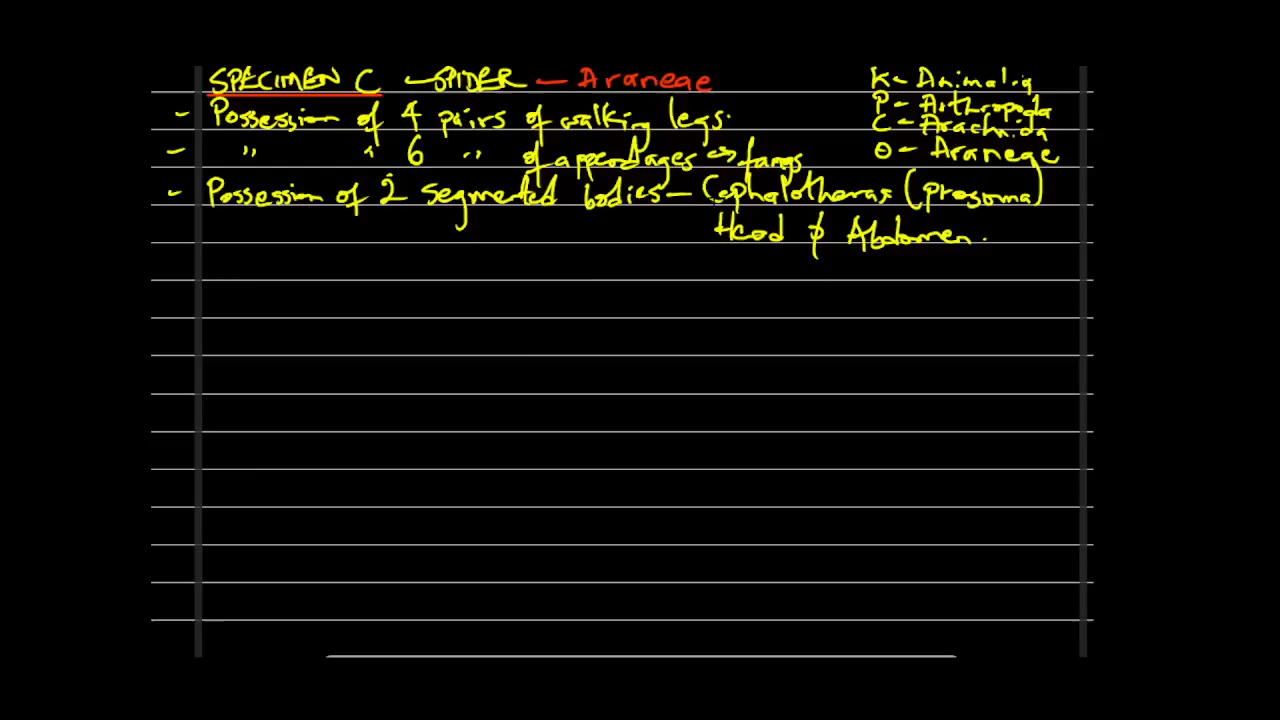 SPECIMEN C - SPIDER - Araneae
K - Animalia
P - Arthropoda
C - Arachnida
O - Araneae
- Possession of 4 pairs of walking legs.
- " " 6 " of appendages -> fangs
- Possession of 2 segmented bodies - Cephalothorax (prosoma)
Head & Abdomen.